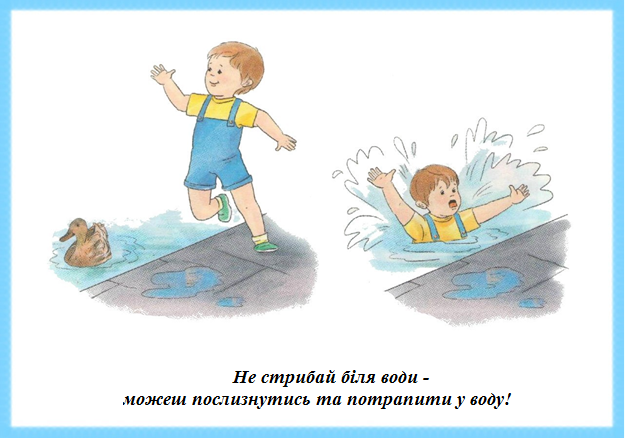 Не стрибай біля води -
можеш послизнутись та потрапити у воду!